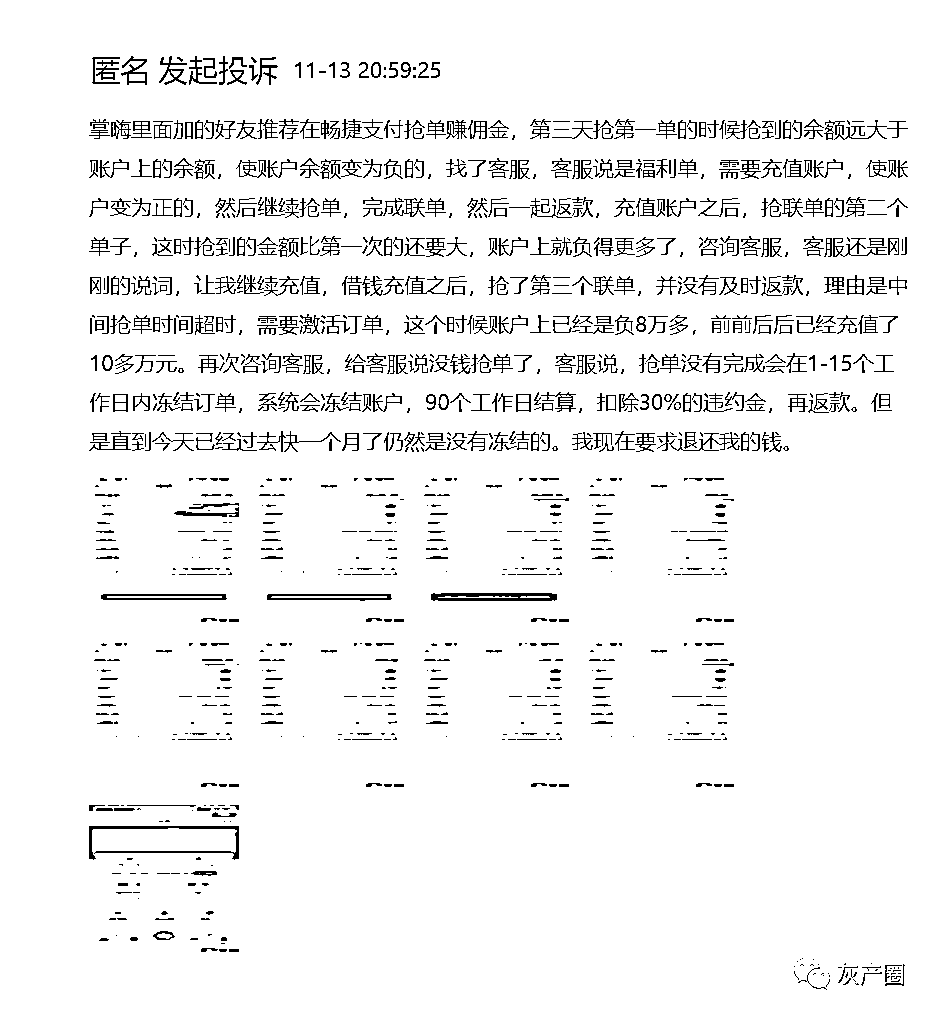 匿名 发起投诉 11-13 20:59:25
掌嗨里面加的好友推荐在畅捷支付抢单赚佣金，第三天抢第一单的时候抢到的余额远大于
账户上的余额，使账户余额变为负的，找了客服，客服说是福利单，需要充值账户，使账
户变为正的，然后继续抢单，完成联单，然后一起返款，充值账户之后，抢联单的第二个
单子，这时抢到的金额比第一次的还要大，账户上就负得更多了，咨询客服，客服还是刚
刚的说词，让我继续充值，借钱充值之后，抢了第三个联单，并没有及时返款，理由是中
间抢单时间超时，需要激活订单，这个时候账户上已经是负8万多，前前后后已经充值了
10多万元。再次咨询客服，给客服说没钱抢单了，客服说，抢单没有完成会在1-15个工
作日内冻结订单，系统会冻结账户，90个工作日结算，扣除30%的违约金，再返款。但
是直到今天已经过去快一个月了仍然是没有冻结的。我现在要求退还我的钱。
灰产圈